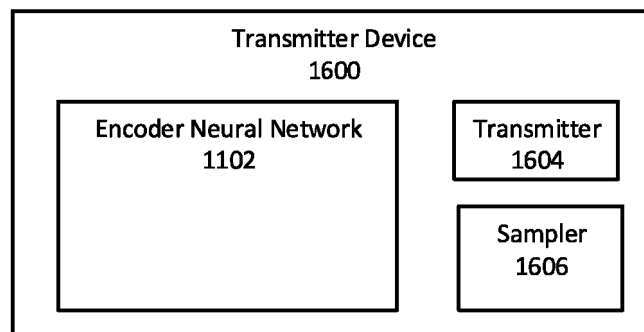 Transmitter Device
1600
Encoder Neural Network
1102
Transmitter
1604
Sampler
1606